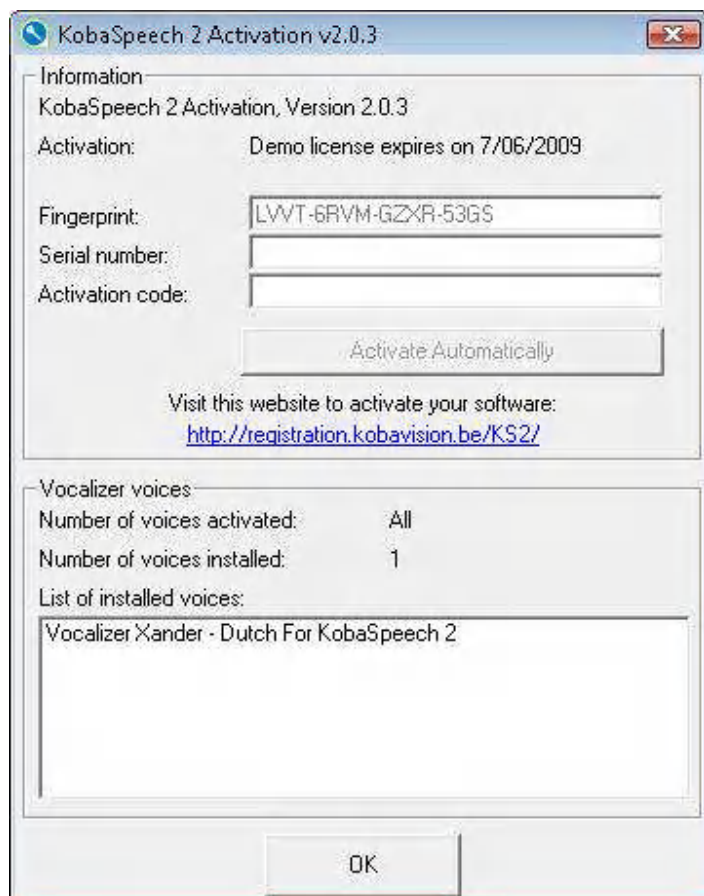 KobaSpeech 2 Activation v2.0.3
Information
KobaSpeech 2 Activation, Version 2.0.3
Activation: Demo license expires on 7/06/2009
Fingerprint: LVVT-6RVM-GZXR-53GS
Serial number:
Activation code:
Activate Automatically
Visit this website to activate your software:
http://registration.kobavision.be/KS2/
Vocalizer voices
Number of voices activated: All
Number of voices installed: 1
List of installed voices:
Vocalizer Xander - Dutch For KobaSpeech 2
OK